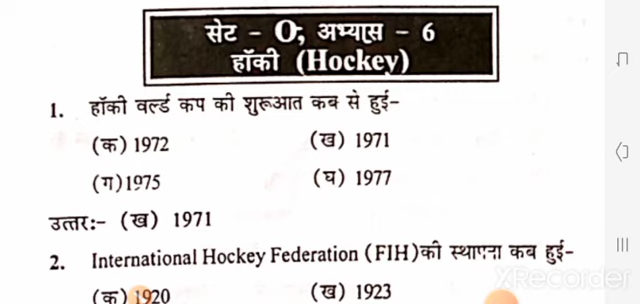 सेट - O; अभ्यास - 6
हॉकी (Hockey)
1. हॉकी वर्ल्ड कप की शुरूआत कब से हुई-
(क) 1972 (ख) 1971
(ग)1975 (घ) 1977
उत्तर:- (ख) 1971
2. International Hockey Federation (FIH)की स्थापना कब हुई-
(क) 1920 (ख) 1923
XRecorder